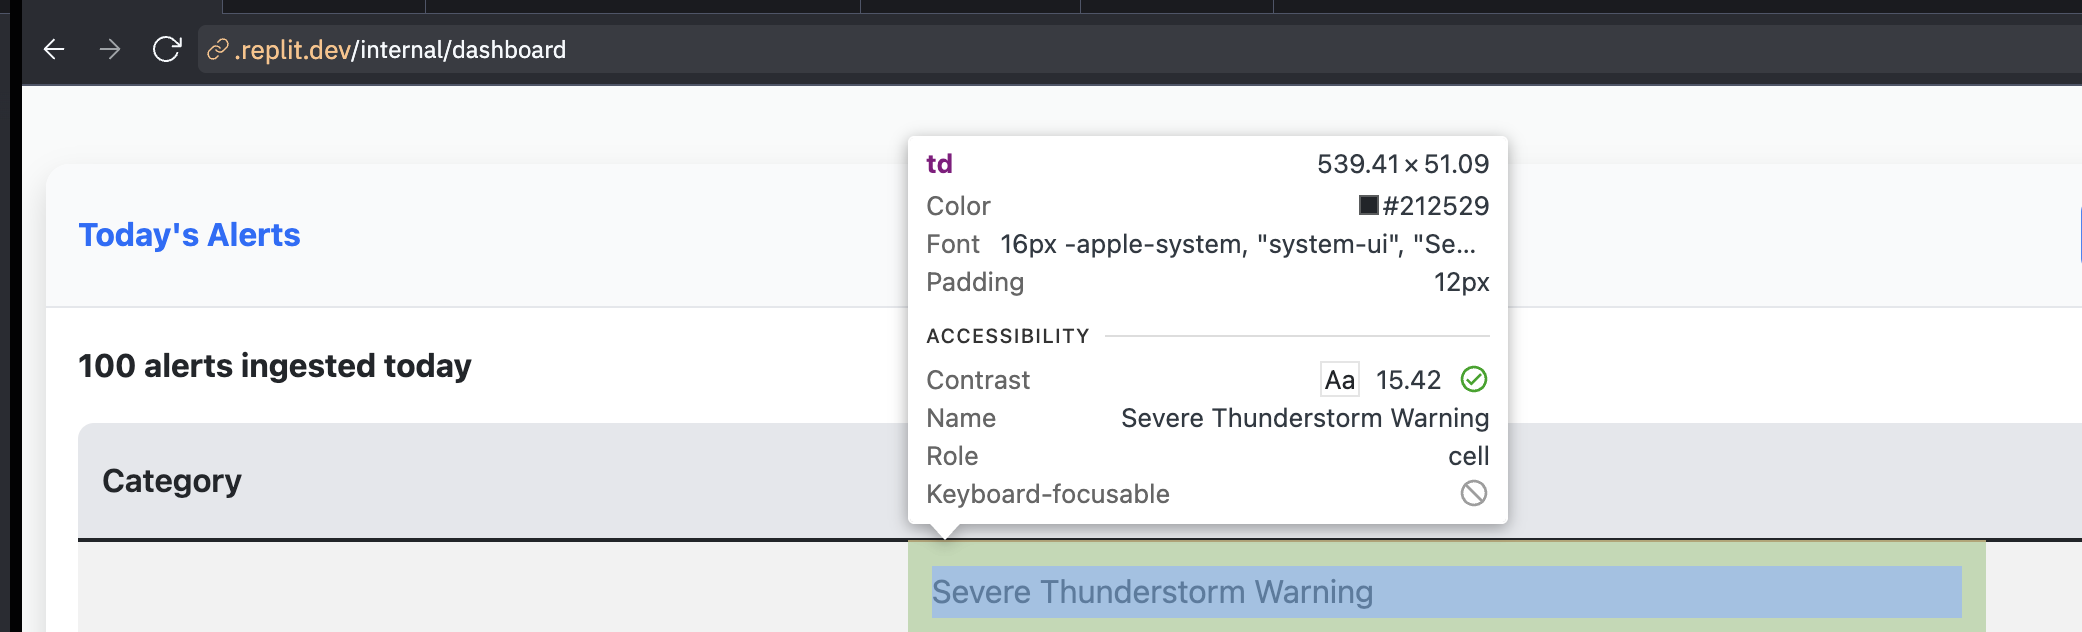 .replit.dev/internal/dashboard
Today's Alerts
100 alerts ingested today
Category
td 539.41 × 51.09
Color #212529
Font 16px -apple-system, "system-ui", "Se...
Padding 12px
ACCESSIBILITY
Contrast Aa 15.42
Name Severe Thunderstorm Warning
Role cell
Keyboard-focusable
Severe Thunderstorm Warning